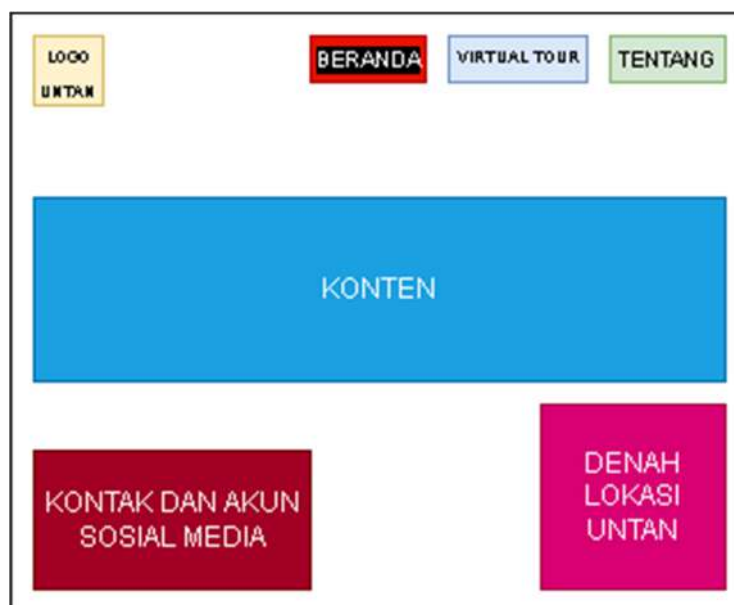 LOGO
UNTAN
BERANDA
VIRTUAL TOUR
TENTANG
KONTEN
KONTAK DAN AKUN
SOSIAL MEDIA
DENAH
LOKASI
UNTAN